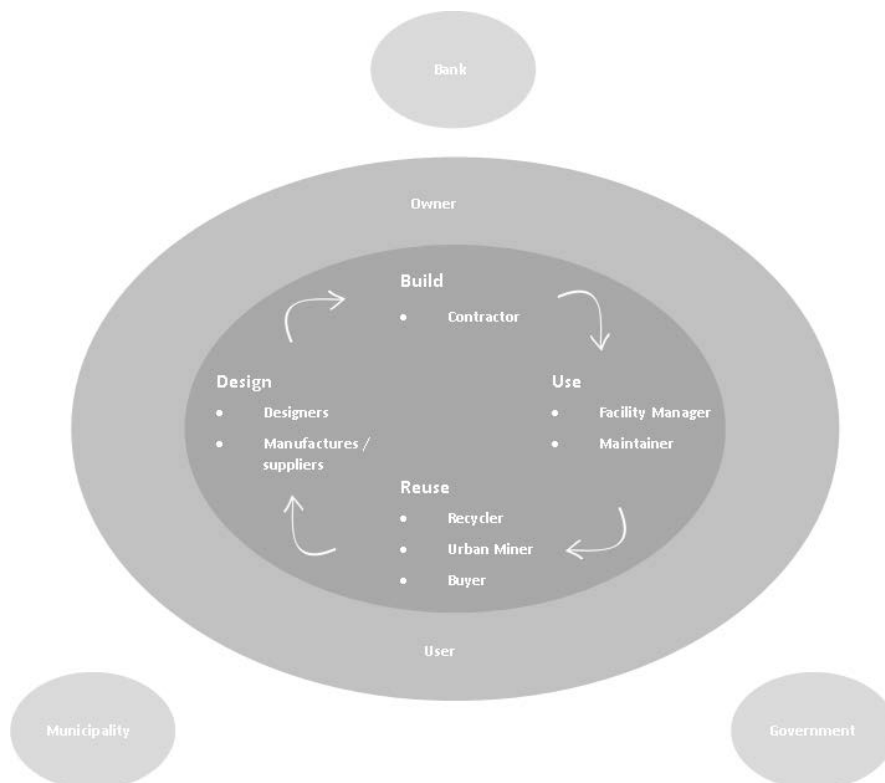 Bank
Owner
Build
• Contractor
Design
• Designers
• Manufactures /
suppliers
Use
• Facility Manager
• Maintainer
Reuse
• Recycler
• Urban Miner
• Buyer
User
Municipality
Government